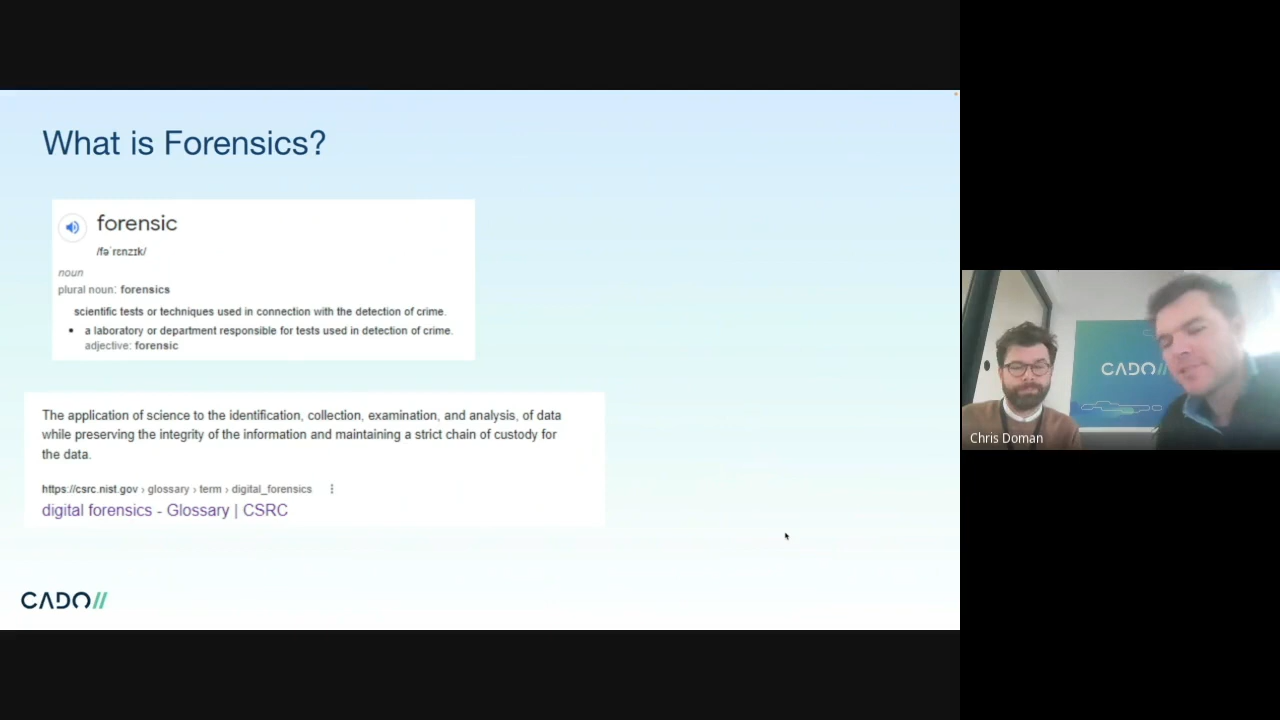 What is Forensics?
forensic
/fəˈrɛnzɪk/
noun
plural noun: forensics
scientific tests or techniques used in connection with the detection of crime.
• a laboratory or department responsible for tests used in detection of crime.
adjective: forensic
The application of science to the identification, collection, examination, and analysis, of data
while preserving the integrity of the information and maintaining a strict chain of custody for
the data.
https://csrc.nist.gov › glossary › term › digital_forensics
digital forensics - Glossary | CSRC
CADO//
CADO//
Chris Doman